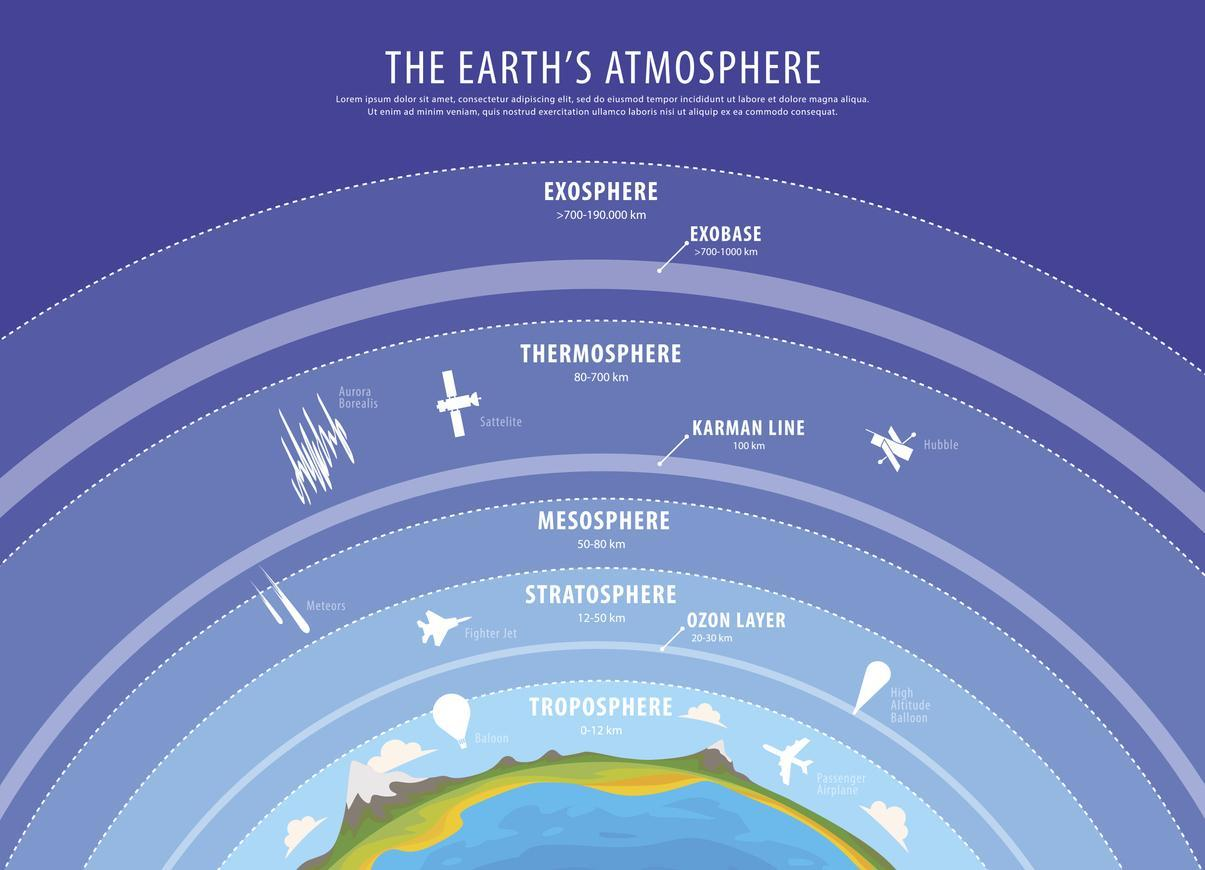 THE EARTH'S ATMOSPHERE
Lorem ipsum dolor sit amet, consectetur adipiscing elit, sed do eiusmod tempor incididunt ut labore et dolore magna aliqua.
Ut enim ad minim veniam, quis nostrud exercitation ullamco laboris nisi ut aliquip ex ea commodo consequat.
EXOSPHERE
>700-190.000 km
EXOBASE
>700-1000 km
THERMOSPHERE
80-700 km
Aurora
Borealis
Sattelite
KARMAN LINE
100 km
Hubble
MESOSPHERE
50-80 km
Meteors
STRATOSPHERE
12-50 km
Fighter Jet
OZON LAYER
20-30 km
High
Altitude
Balloon
TROPOSPHERE
0-12 km
Baloon
Passenger
Airplane